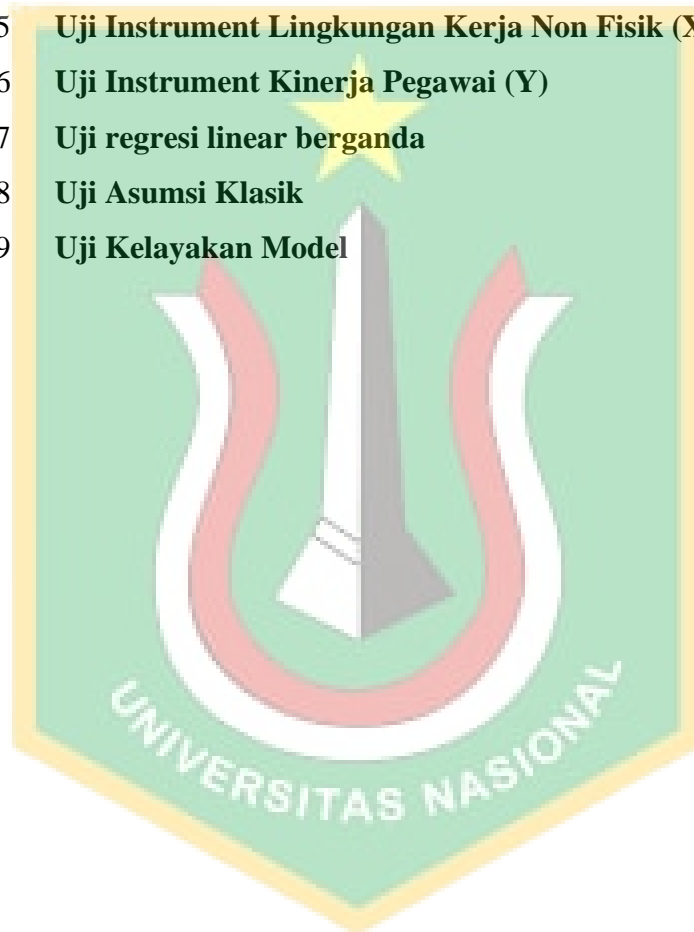 5 Uji Instrument Lingkungan Kerja Non Fisik (X
6 Uji Instrument Kinerja Pegawai (Y)
7 Uji regresi linear berganda
8 Uji Asumsi Klasik
9 Uji Kelayakan Model
UNIVERSITAS NASIONAL